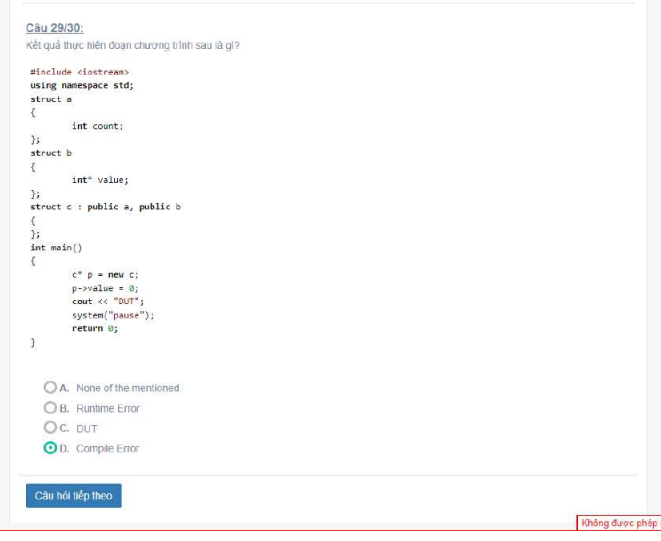 Câu 29/30:
Kết quả thực hiện đoạn chương trình sau là gì?
#include <iostream>
using namespace std;
struct a
{
int count;
};
struct b
{
int* value;
};
struct c : public a, public b
{
};
int main()
{
c* p = new c;
p->value = 0;
cout << "DUT";
system("pause");
return 0;
}
A. None of the mentioned
B. Runtime Error
C. DUT
D. Compile Error
Câu hỏi tiếp theo
Không được phép